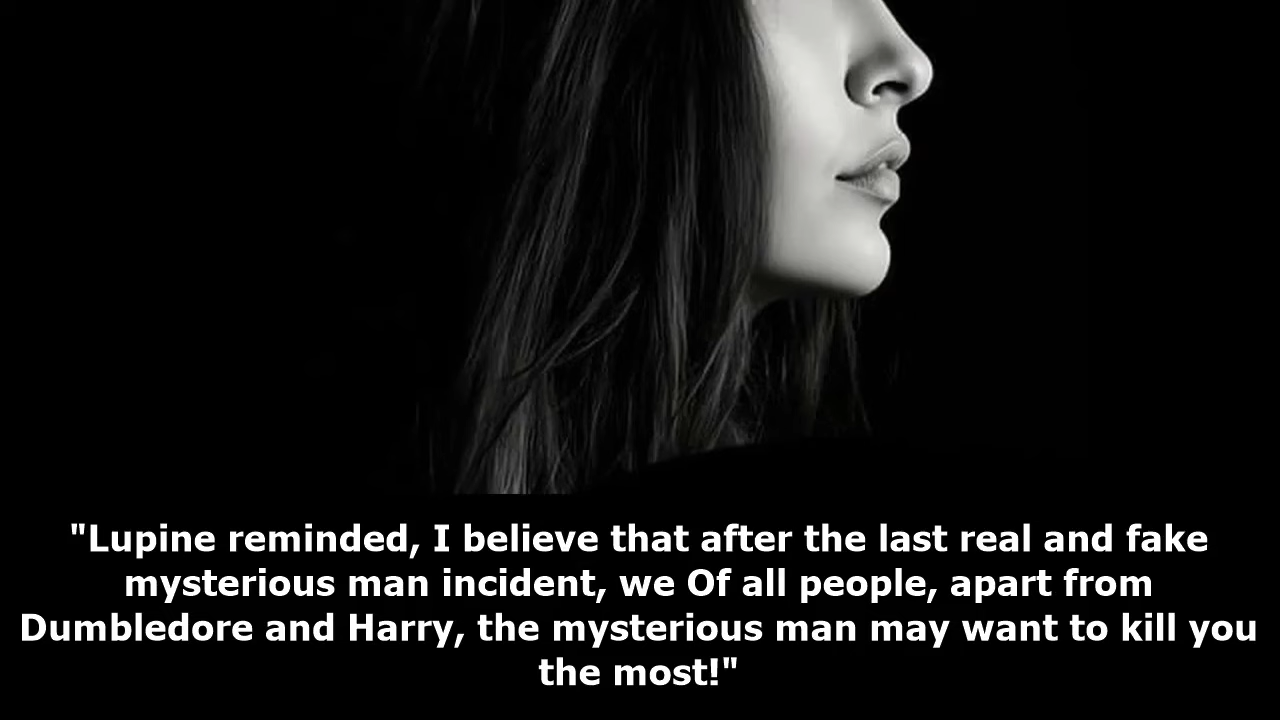 "Lupine reminded, I believe that after the last real and fake
mysterious man incident, we Of all people, apart from
Dumbledore and Harry, the mysterious man may want to kill you
the most!"